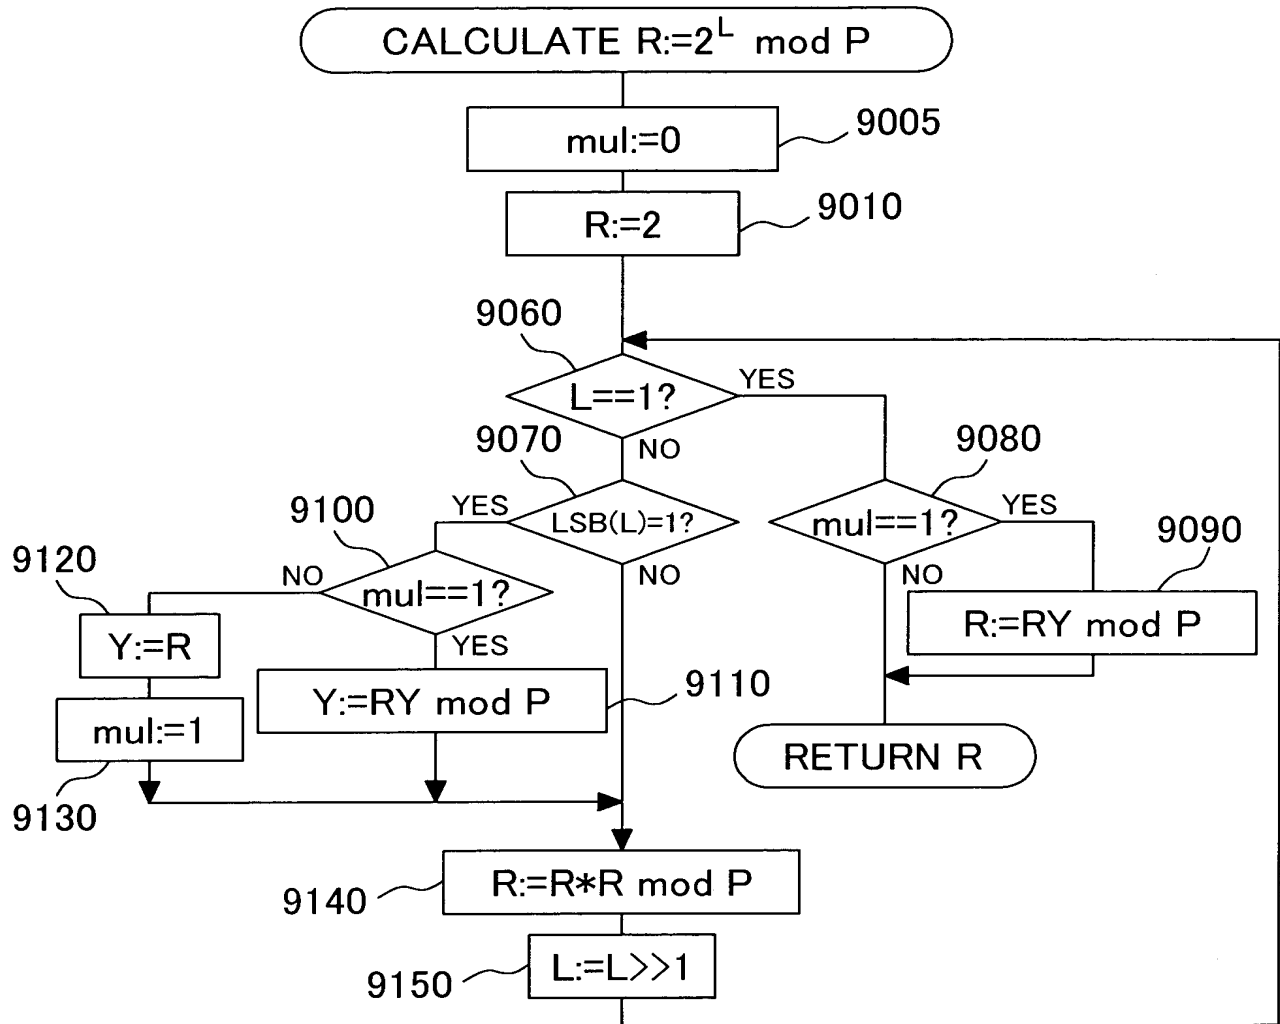 CALCULATE R:=2^L mod P
mul:=0
9005
R:=2
9010
9060
L==1?
YES
NO
9070
LSB(L)=1?
YES
NO
9080
mul==1?
YES
NO
9090
R:=RY mod P
RETURN R
9100
mul==1?
NO
YES
9120
Y:=R
mul:=1
9130
Y:=RY mod P
9110
R:=R*R mod P
9140
L:=L>>1
9150